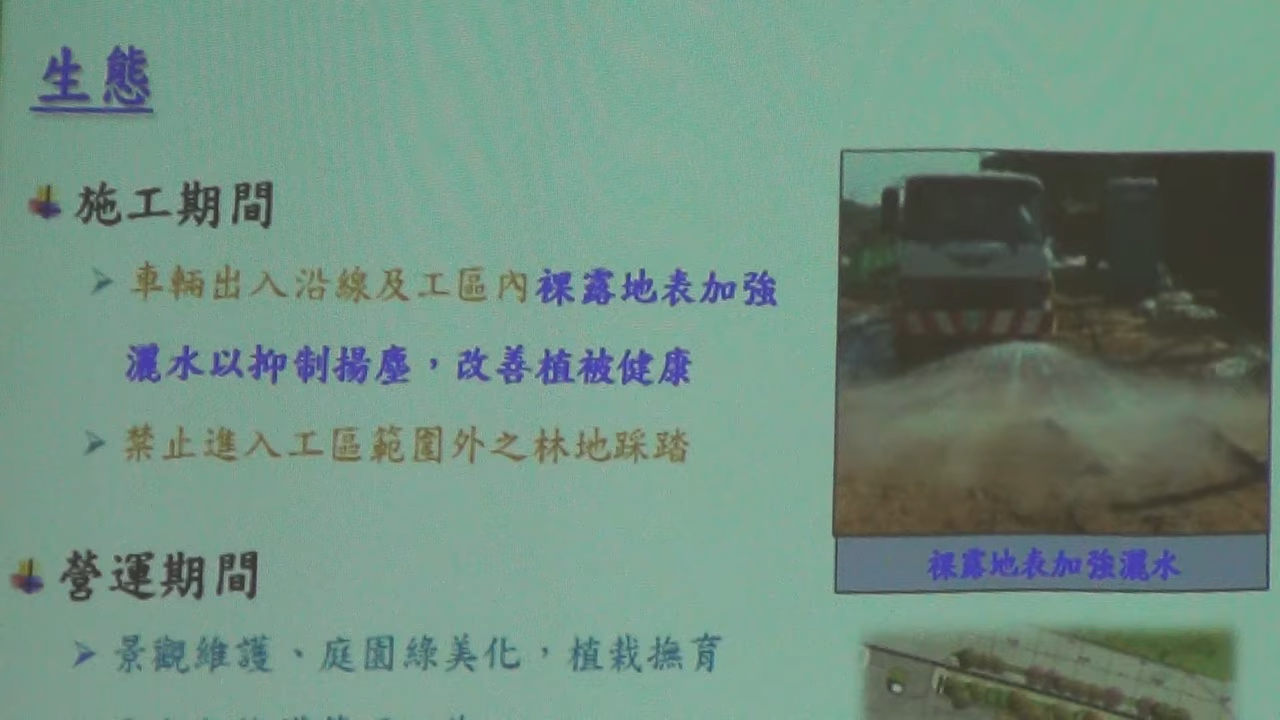 生態
施工期間
車輛出入沿線及工區內裸露地表加強
灑水以抑制揚塵，改善植被健康
禁止進入工區範圍外之林地踩踏
裸露地表加強灑水
營運期間
景觀維護、庭園綠美化，植栽撫育